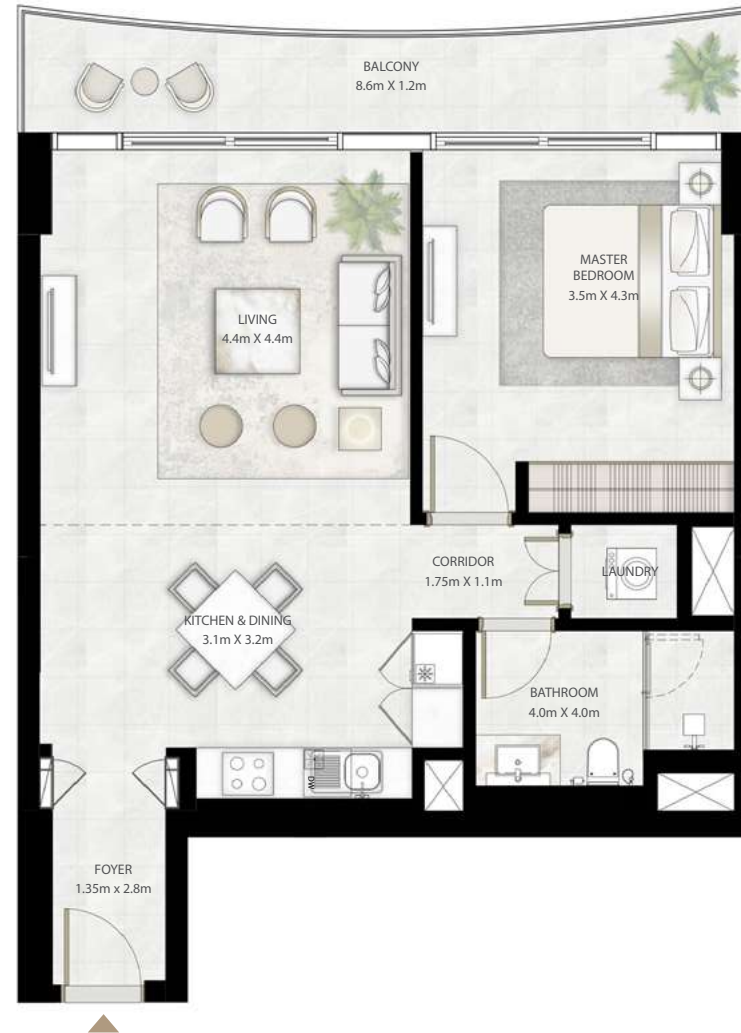 BALCONY
8.6m X 1.2m
MASTER
BEDROOM
3.5m X 4.3m
LIVING
4.4m X 4.4m
CORRIDOR
1.75m X 1.1m
LAUNDRY
KITCHEN & DINING
3.1m X 3.2m
BATHROOM
4.0m X 4.0m
DW
FOYER
1.35m x 2.8m